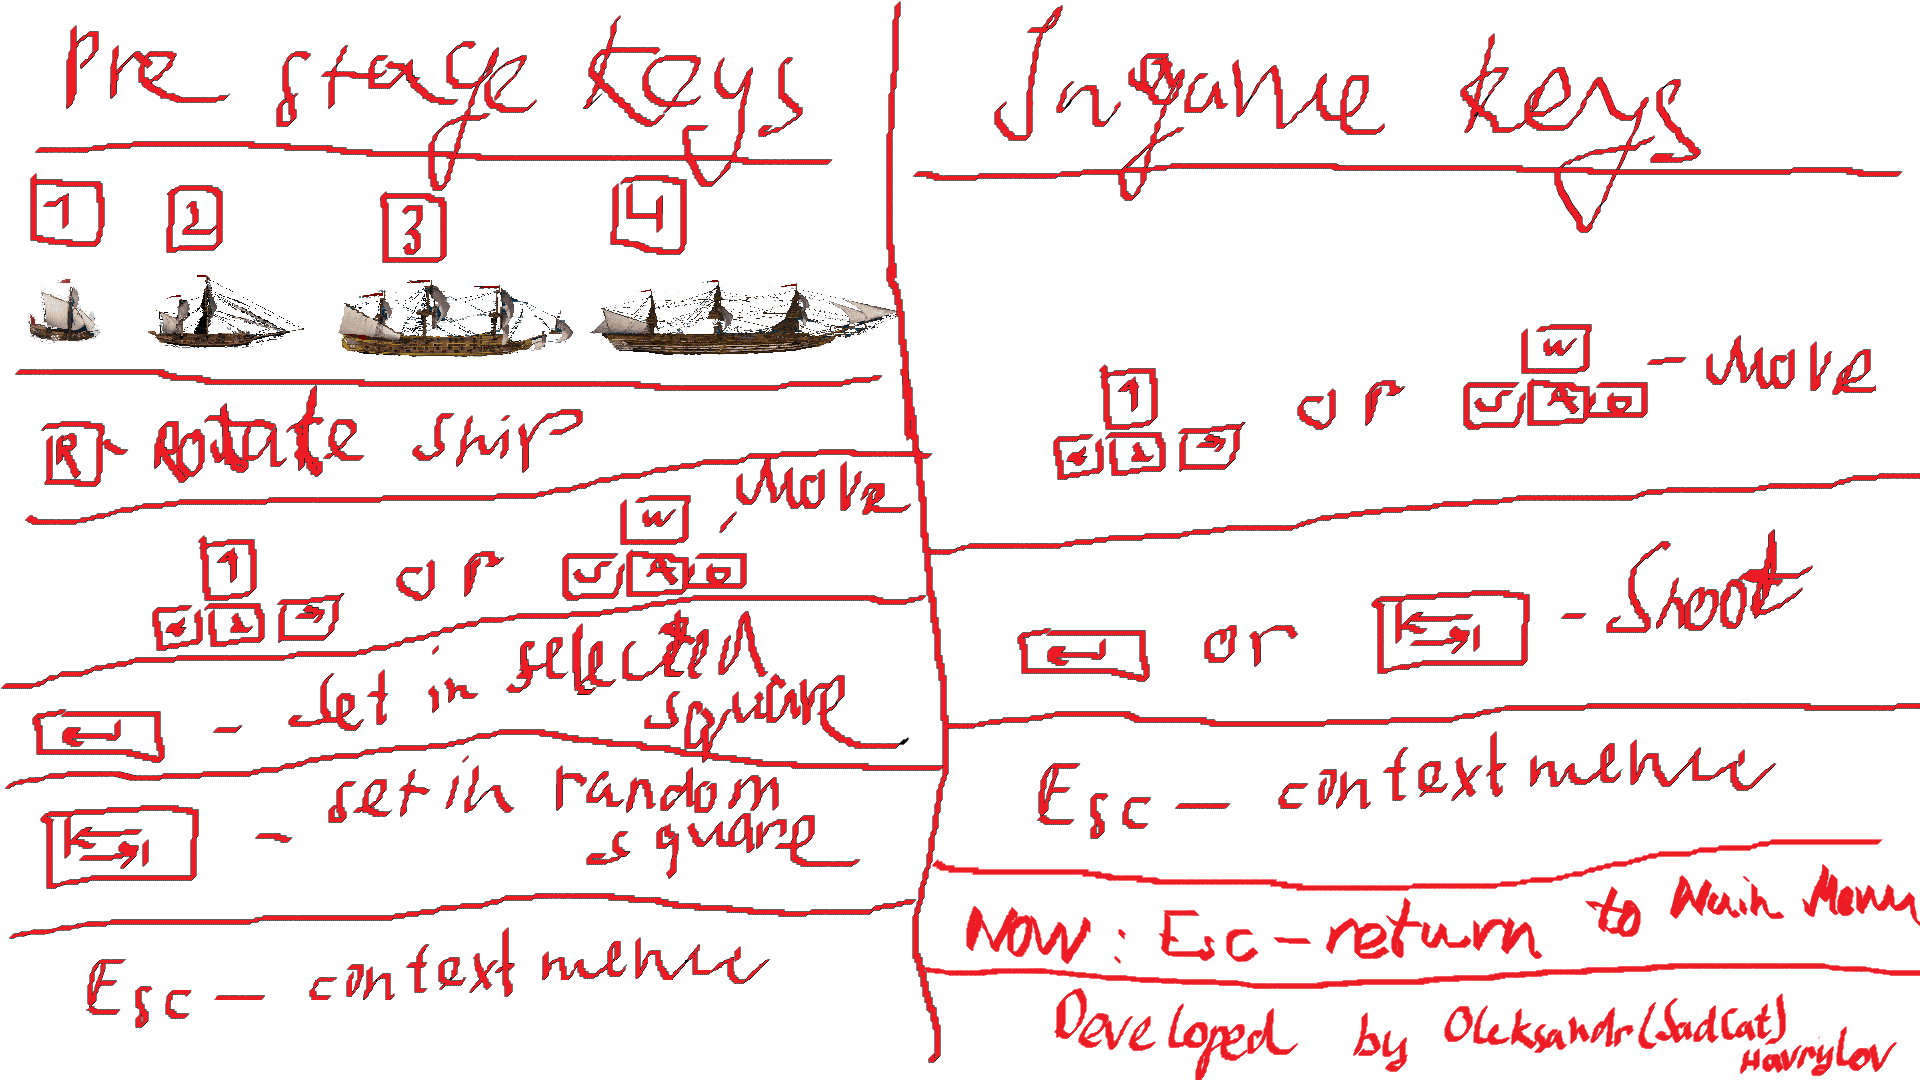 Pre stage keys
1 2 3 4
R - Rotate ship
↑ W - Move
← ↓ → or S A D
↵ - set in selected
square
⇆ - set in random
square
Esc - context menu
Ingame keys
↑ W - Move
← ↓ → or S A D
↵ or ⇆ - Shoot
Esc - context menu
Now: Esc - return to Main Menu
Developed by Oleksandr (SadCat)
Havrylov